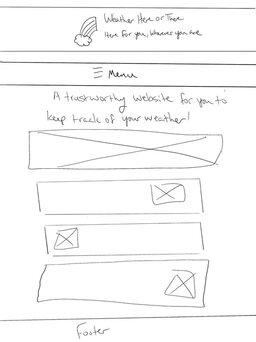 Weather Here or There
Here for you, wherever you are
Menu
A trustworthy website for you to
keep track of your weather!
Footer